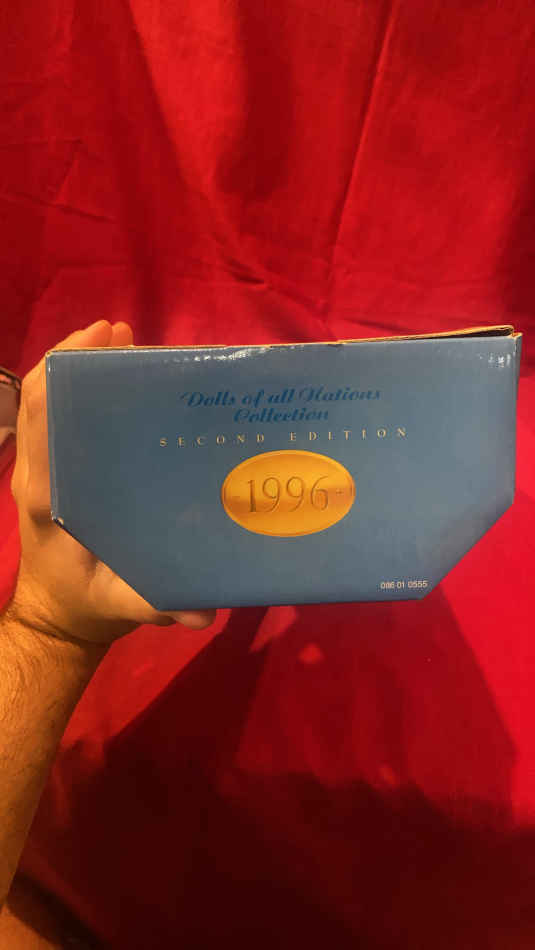 Dolls of all Nations
Collection
SECOND EDITION
-1996-
086 01 0555